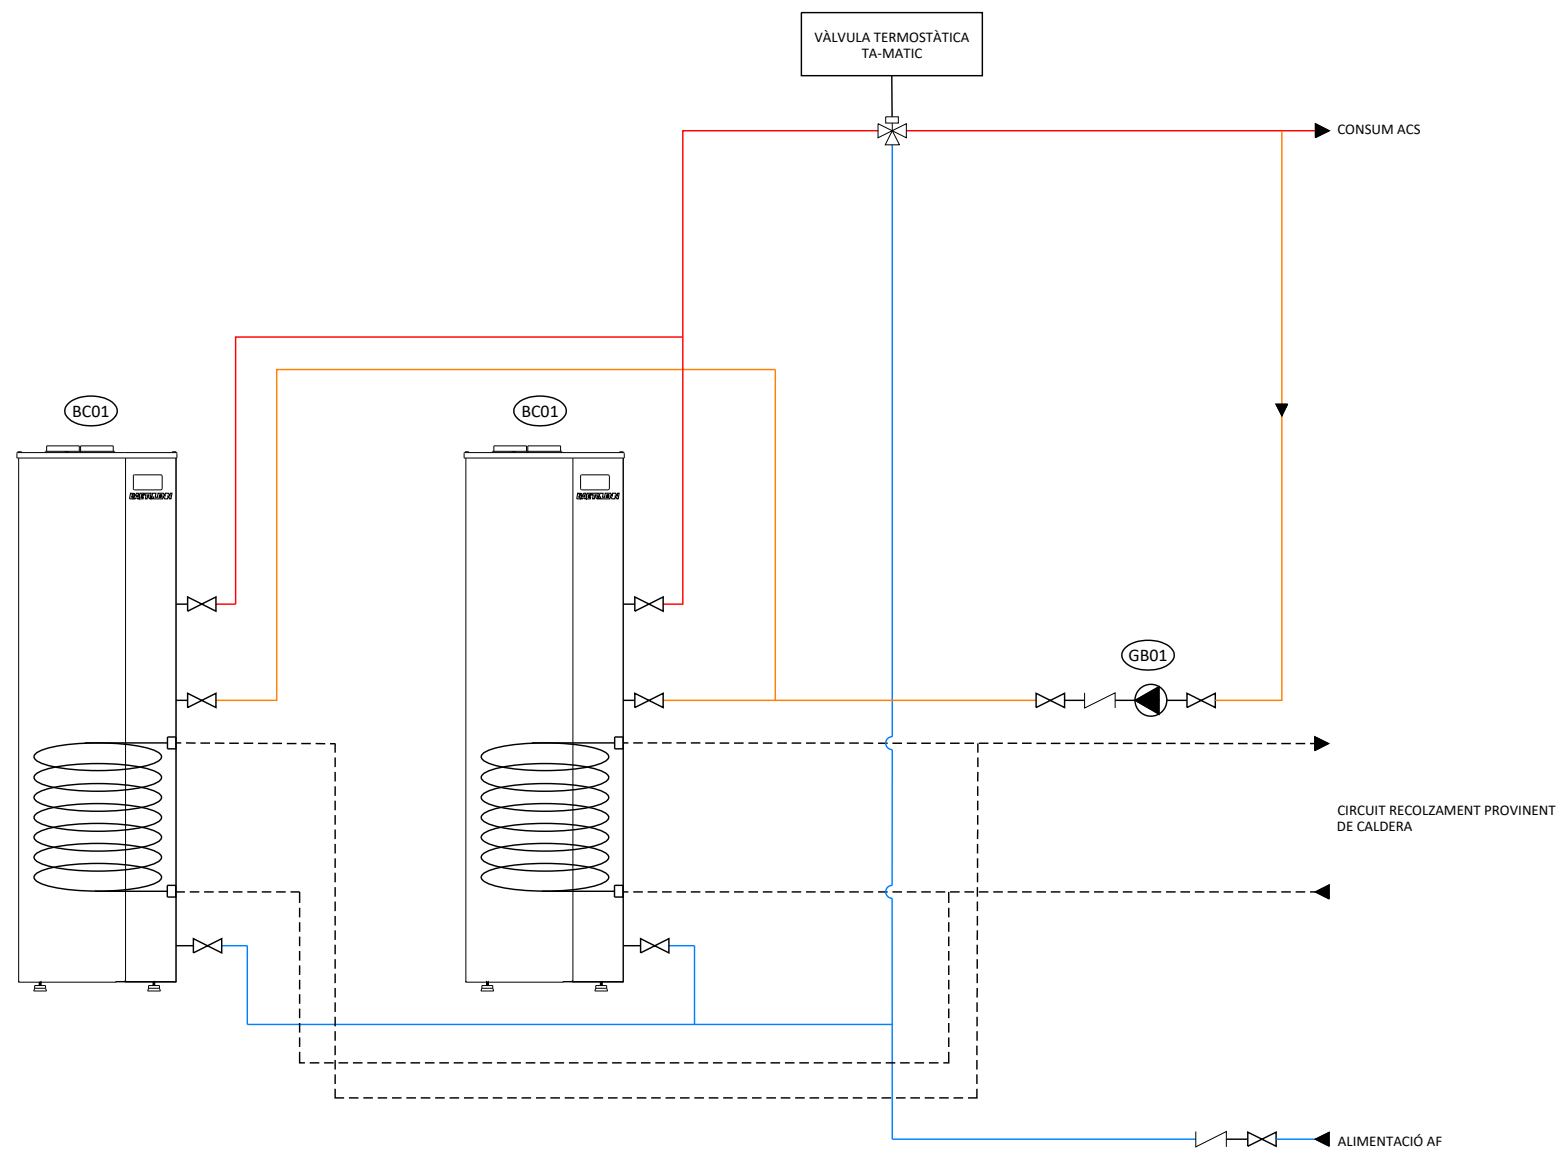 VÀLVULA TERMOSTÀTICA
TA-MATIC
CONSUM ACS
BC01
BC01
GB01
CIRCUIT RECOLZAMENT PROVINENT
DE CALDERA
ALIMENTACIÓ AF